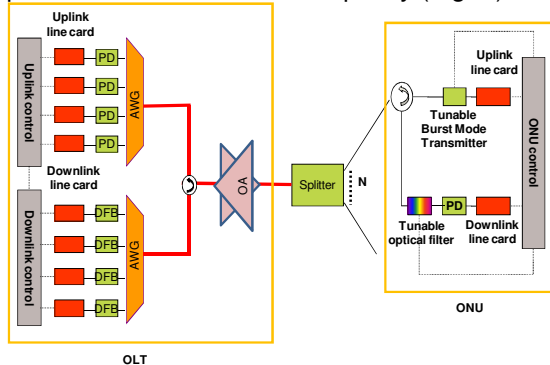 Uplink
line card
PD
PD
PD
PD
AWG
Uplink control
Downlink
line card
DFB
DFB
DFB
DFB
AWG
Downlink control
OA
Splitter
N
OLT
Uplink
line card
Tunable
Burst Mode
Transmitter
ONU control
PD
Tunable
optical filter
Downlink
line card
ONU